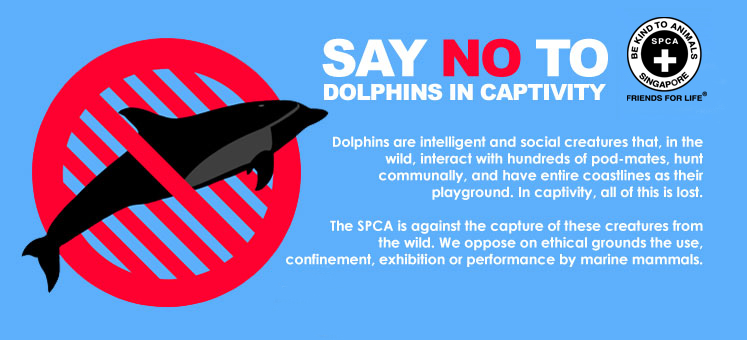 SAY NO TO
DOLPHINS IN CAPTIVITY
BE KIND TO ANIMALS
SPCA
SINGAPORE
FRIENDS FOR LIFE®
Dolphins are intelligent and social creatures that, in the
wild, interact with hundreds of pod-mates, hunt
communally, and have entire coastlines as their
playground. In captivity, all of this is lost.
The SPCA is against the capture of these creatures from
the wild. We oppose on ethical grounds the use,
confinement, exhibition or performance by marine mammals.